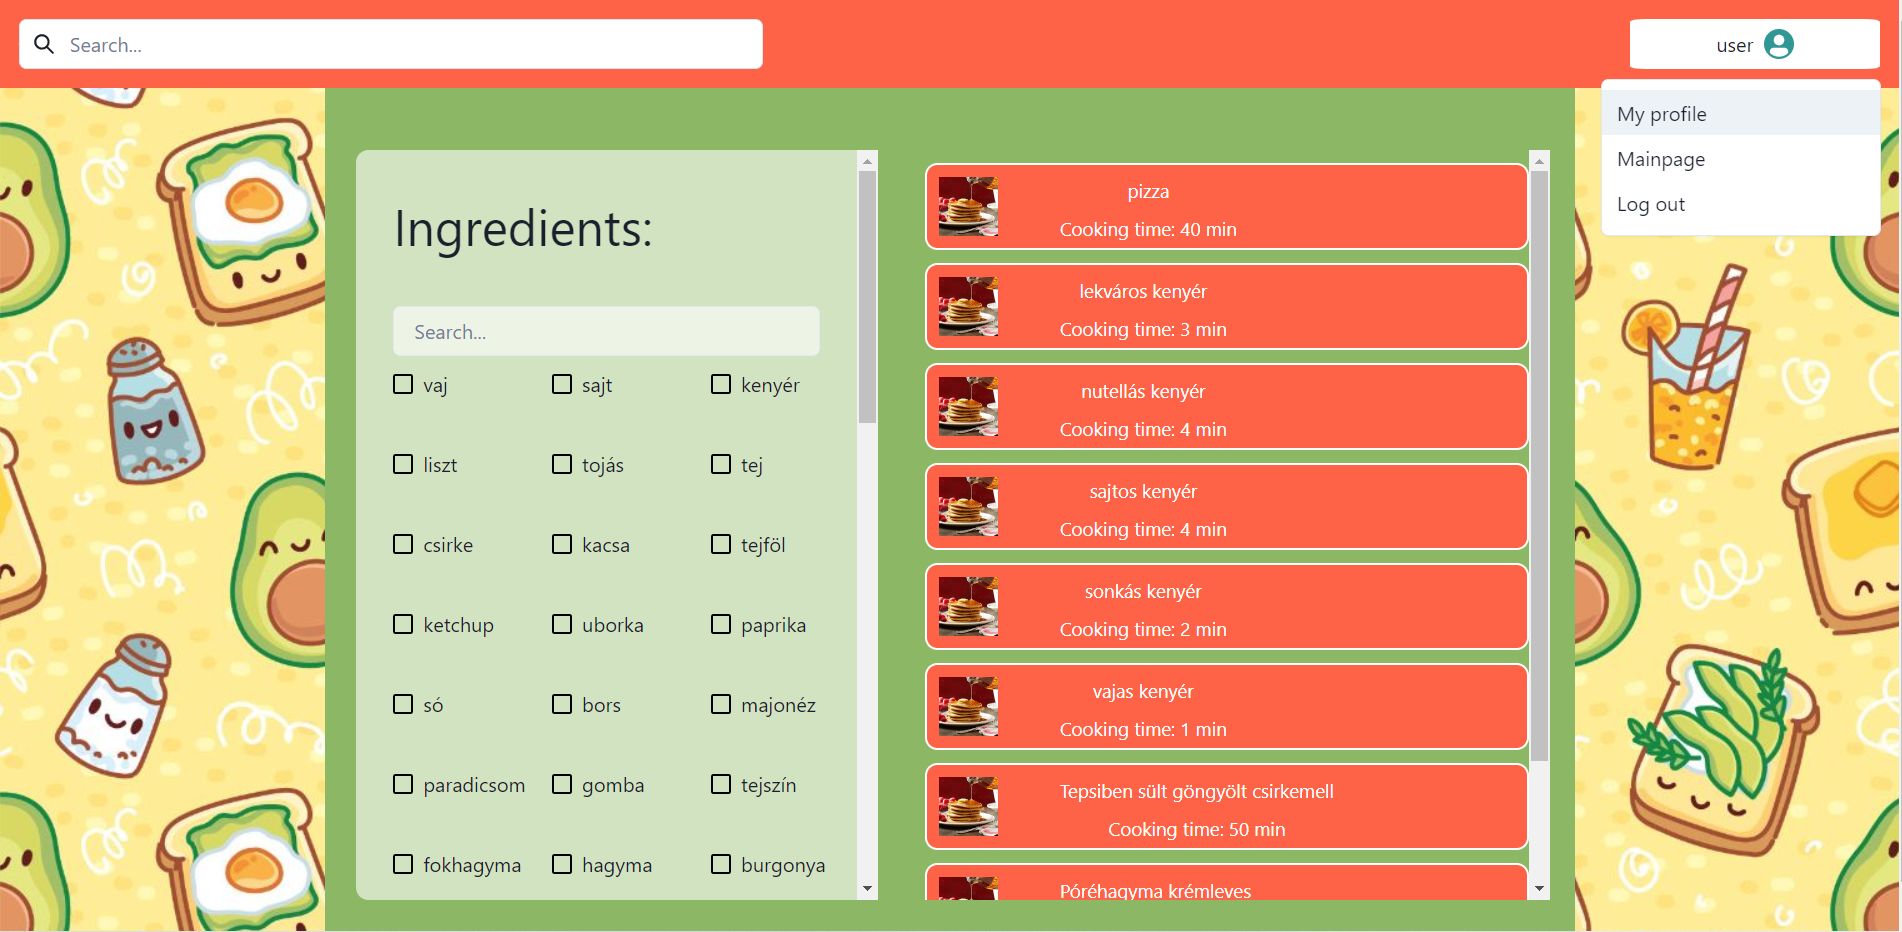 Search...
user
My profile
Mainpage
Log out
Ingredients:
Search...
vaj sajt kenyér
liszt tojás tej
csirke kacsa tejföl
ketchup uborka paprika
só bors majonéz
paradicsom gomba tejszín
fokhagyma hagyma burgonya
pizza
Cooking time: 40 min
lekváros kenyér
Cooking time: 3 min
nutellás kenyér
Cooking time: 4 min
sajtos kenyér
Cooking time: 4 min
sonkás kenyér
Cooking time: 2 min
vajas kenyér
Cooking time: 1 min
Tepsiben sült göngyölt csirkemell
Cooking time: 50 min
Póréhagyma krémleves